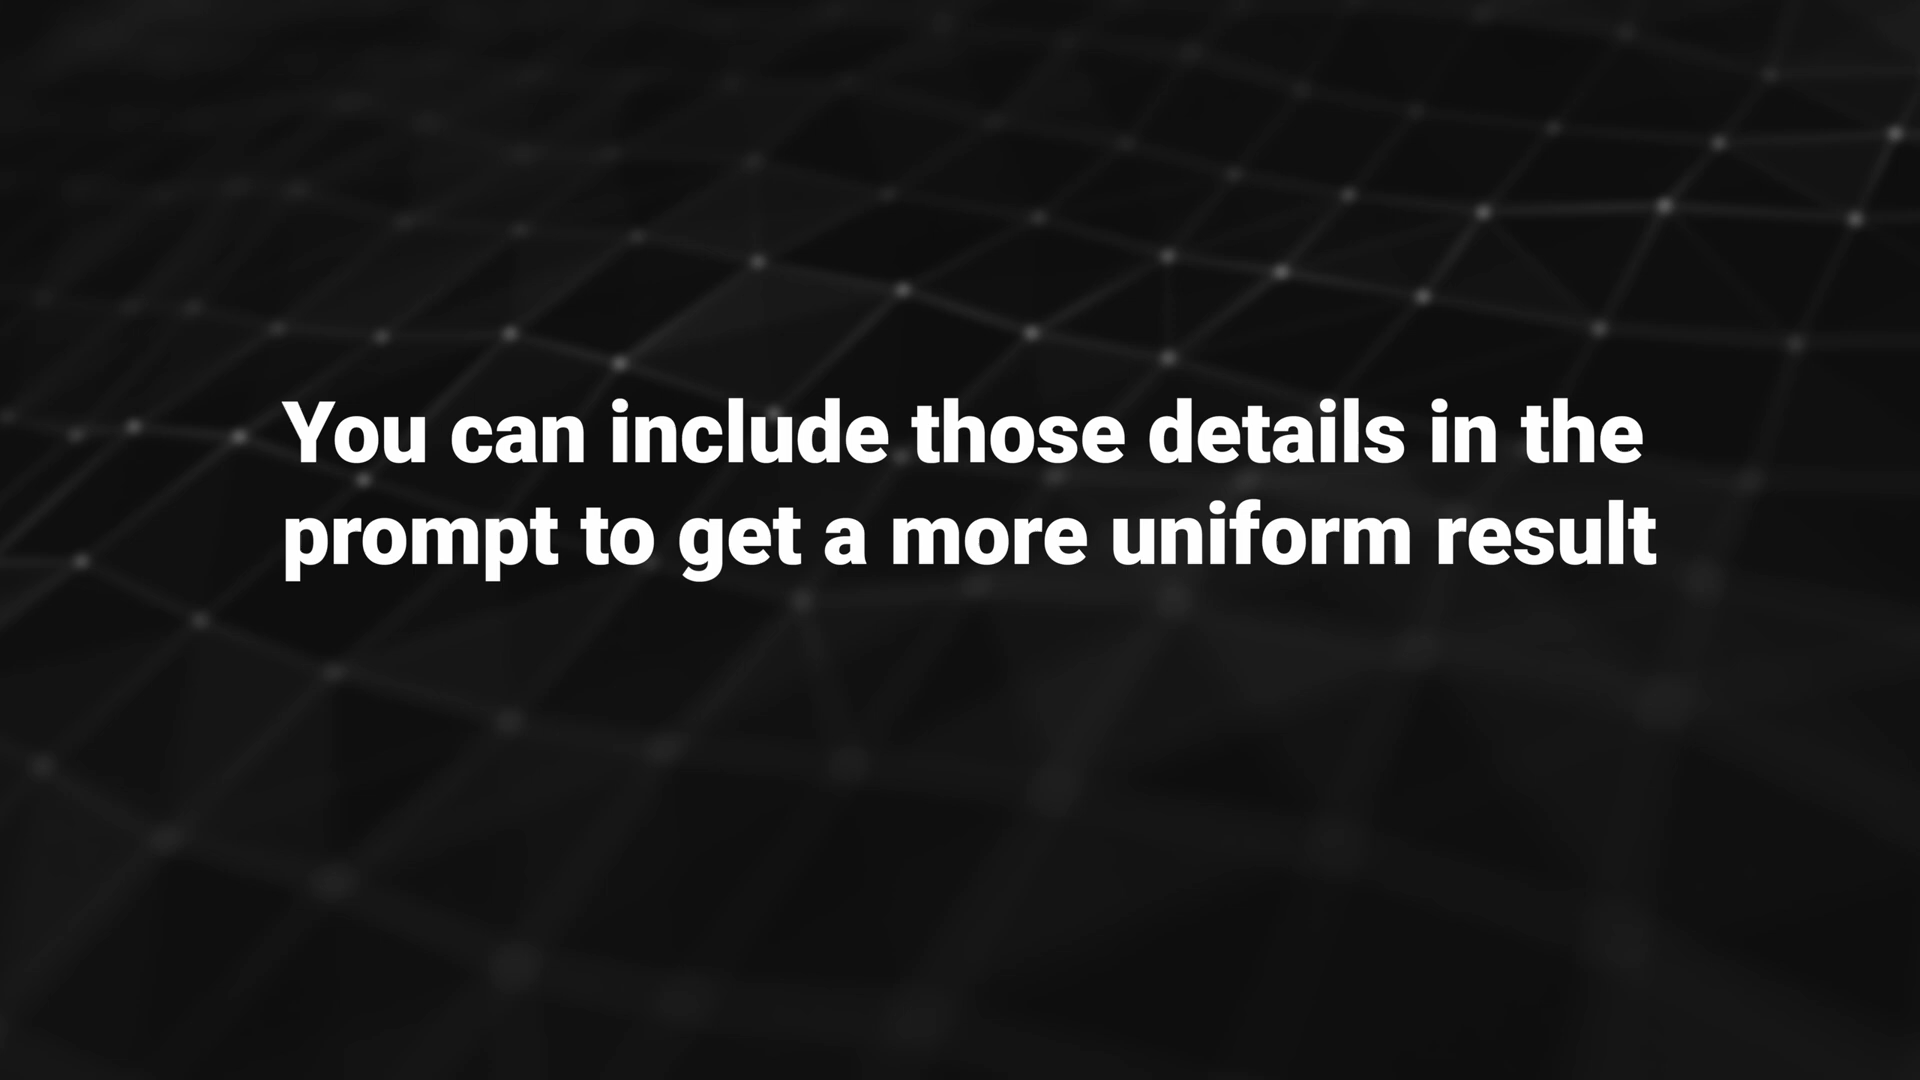 You can include those details in the
prompt to get a more uniform result